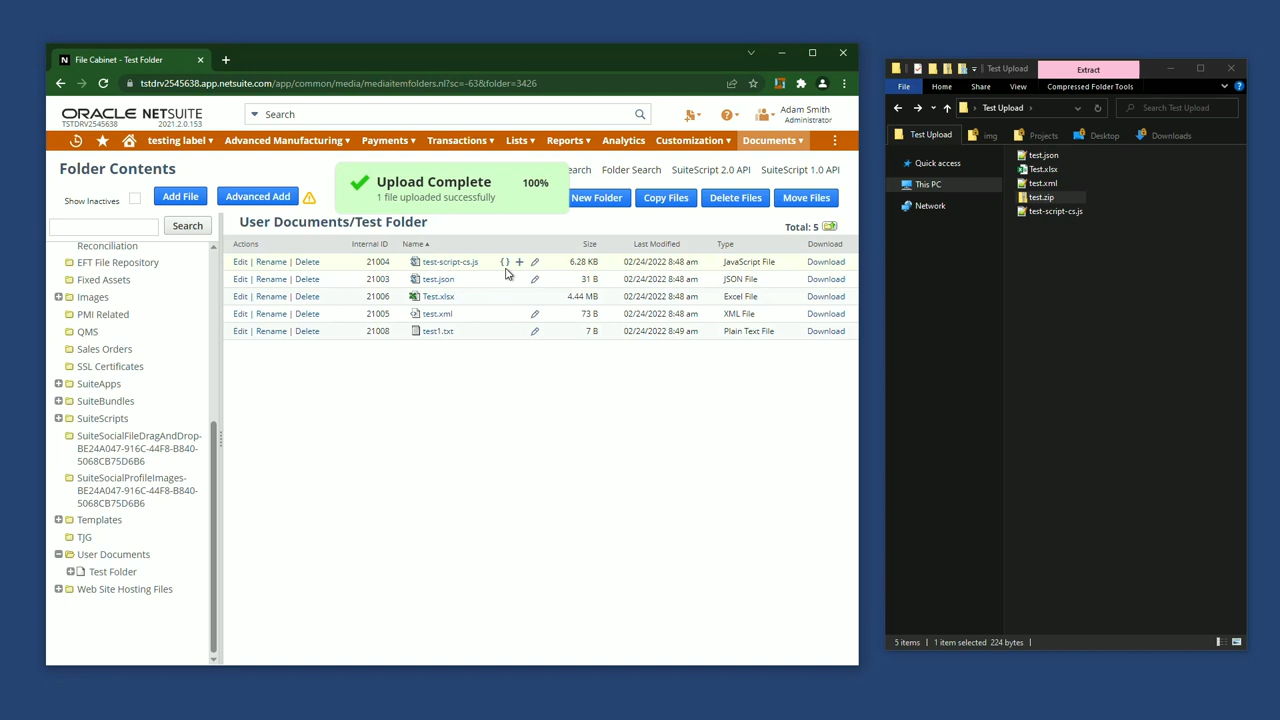 File Cabinet - Test Folder
tstdrv2545638.app.netsuite.com/app/common/media/mediaitemfolders.nl?sc=-63&folder=3426
ORACLE NETSUITE
TSTDRV2545638 2021.2.0.153
Search
Adam Smith
Administrator
testing label Advanced Manufacturing Payments Transactions Lists Reports Analytics Customization Documents
Folder Contents
earch Folder Search SuiteScript 2.0 API SuiteScript 1.0 API
Upload Complete 100%
1 file uploaded successfully
Show Inactives Add File Advanced Add New Folder Copy Files Delete Files Move Files
Search
User Documents/Test Folder
Total: 5
Actions Internal ID Name Size Last Modified Type Download
Edit | Rename | Delete 21004 test-script-cs.js { } + 6.28 KB 02/24/2022 8:48 am JavaScript File Download
Edit | Rename | Delete 21003 test.json 31 B 02/24/2022 8:48 am JSON File Download
Edit | Rename | Delete 21006 Test.xlsx 4.44 MB 02/24/2022 8:48 am Excel File Download
Edit | Rename | Delete 21005 test.xml 73 B 02/24/2022 8:48 am XML File Download
Edit | Rename | Delete 21008 test1.txt 7 B 02/24/2022 8:49 am Plain Text File Download
Reconciliation
EFT File Repository
Fixed Assets
Images
PMI Related
QMS
Sales Orders
SSL Certificates
SuiteApps
SuiteBundles
SuiteScripts
SuiteSocialFileDragAndDrop-
BE24A047-916C-44F8-B840-
5068CB75D6B6
SuiteSocialProfileImages-
BE24A047-916C-44F8-B840-
5068CB75D6B6
Templates
TJG
User Documents
Test Folder
Web Site Hosting Files
Test Upload Extract
File Home Share View Compressed Folder Tools
Test Upload Search Test Upload
Test Upload img Projects Desktop Downloads
Quick access
This PC
Network
test.json
Test.xlsx
test.xml
test.zip
test-script-cs.js
5 items 1 item selected 224 bytes